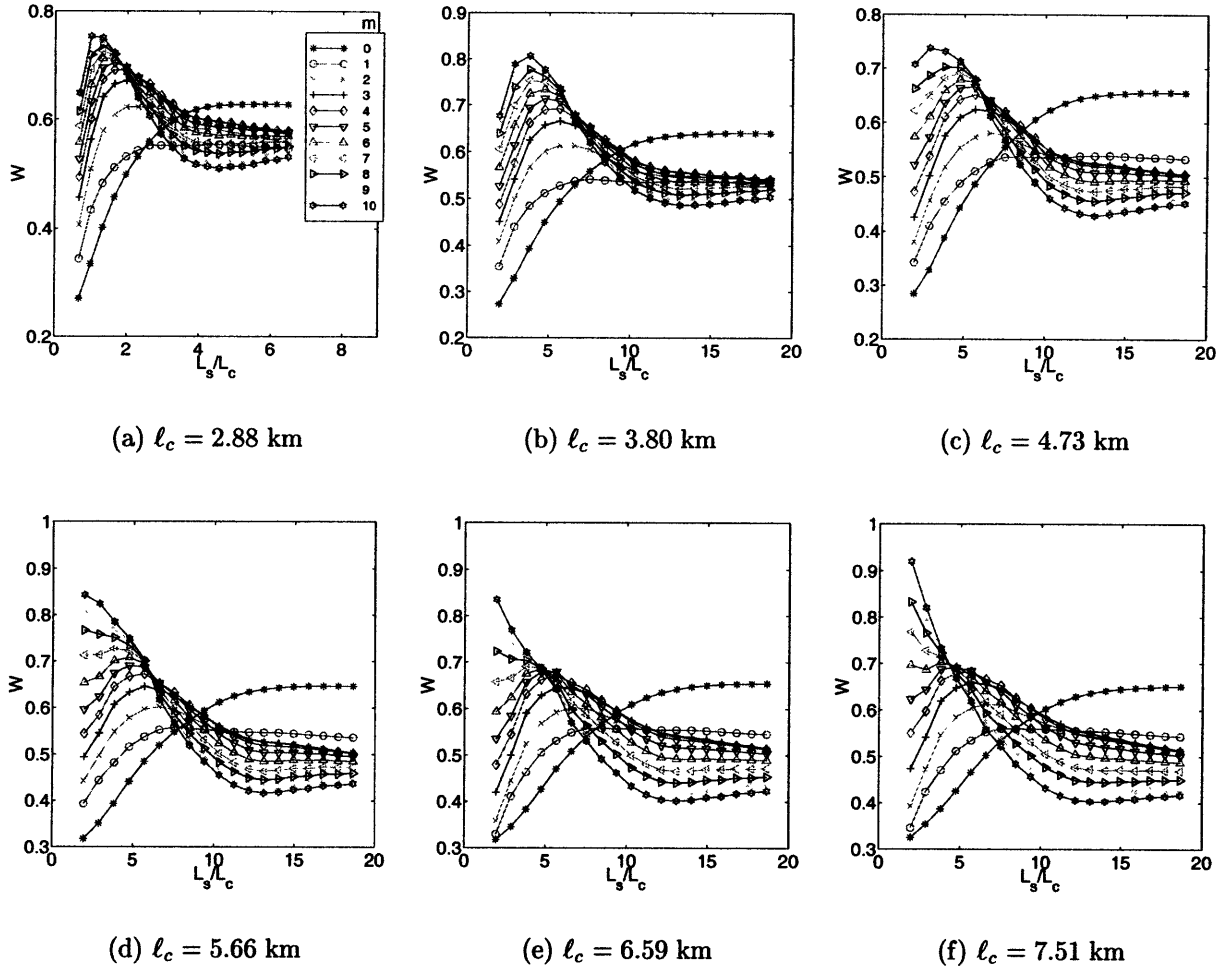 m
0
1
2
3
4
5
6
7
8
9
10
0.8
0.6
W
0.4
0.2
0 2 4 6 8
L_s/L_c
(a) ℓ_c = 2.88 km
0.9
0.8
0.7
0.6
W
0.5
0.4
0.3
0.2
0 5 10 15 20
L_s/L_c
(b) ℓ_c = 3.80 km
0.8
0.7
0.6
W
0.5
0.4
0.3
0.2
0 5 10 15 20
L_s/L_c
(c) ℓ_c = 4.73 km
1
0.9
0.8
0.7
W
0.6
0.5
0.4
0.3
0 5 10 15 20
L_s/L_c
(d) ℓ_c = 5.66 km
1
0.9
0.8
0.7
W
0.6
0.5
0.4
0.3
0 5 10 15 20
L_s/L_c
(e) ℓ_c = 6.59 km
1
0.9
0.8
0.7
W
0.6
0.5
0.4
0.3
0 5 10 15 20
L_s/L_c
(f) ℓ_c = 7.51 km